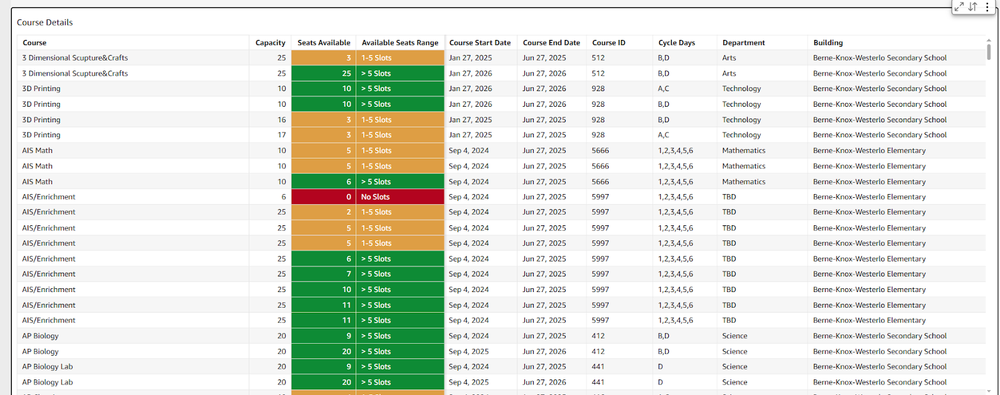 Course Details
Course Capacity Seats Available Available Seats Range Course Start Date Course End Date Course ID Cycle Days Department Building
3 Dimensional Scupture&Crafts 25 3 1-5 Slots Jan 27, 2025 Jun 27, 2025 512 B,D Arts Berne-Knox-Westerlo Secondary School
3 Dimensional Scupture&Crafts 25 25 > 5 Slots Jan 27, 2026 Jun 27, 2026 512 B,D Arts Berne-Knox-Westerlo Secondary School
3D Printing 10 10 > 5 Slots Jan 27, 2026 Jun 27, 2026 928 A,C Technology Berne-Knox-Westerlo Secondary School
3D Printing 10 10 > 5 Slots Jan 27, 2026 Jun 27, 2026 928 B,D Technology Berne-Knox-Westerlo Secondary School
3D Printing 16 3 1-5 Slots Jan 27, 2025 Jun 27, 2025 928 B,D Technology Berne-Knox-Westerlo Secondary School
3D Printing 17 3 1-5 Slots Jan 27, 2025 Jun 27, 2025 928 A,C Technology Berne-Knox-Westerlo Secondary School
AIS Math 10 5 1-5 Slots Sep 4, 2024 Jun 27, 2025 5666 1,2,3,4,5,6 Mathematics Berne-Knox-Westerlo Elementary
AIS Math 10 5 1-5 Slots Sep 4, 2024 Jun 27, 2025 5666 1,2,3,4,5,6 Mathematics Berne-Knox-Westerlo Elementary
AIS Math 10 6 > 5 Slots Sep 4, 2024 Jun 27, 2025 5666 1,2,3,4,5,6 Mathematics Berne-Knox-Westerlo Elementary
AIS/Enrichment 6 0 No Slots Sep 4, 2024 Jun 27, 2025 5997 1,2,3,4,5,6 TBD Berne-Knox-Westerlo Elementary
AIS/Enrichment 25 2 1-5 Slots Sep 4, 2024 Jun 27, 2025 5997 1,2,3,4,5,6 TBD Berne-Knox-Westerlo Elementary
AIS/Enrichment 25 5 1-5 Slots Sep 4, 2024 Jun 27, 2025 5997 1,2,3,4,5,6 TBD Berne-Knox-Westerlo Elementary
AIS/Enrichment 25 5 1-5 Slots Sep 4, 2024 Jun 27, 2025 5997 1,2,3,4,5,6 TBD Berne-Knox-Westerlo Elementary
AIS/Enrichment 25 6 > 5 Slots Sep 4, 2024 Jun 27, 2025 5997 1,2,3,4,5,6 TBD Berne-Knox-Westerlo Elementary
AIS/Enrichment 25 7 > 5 Slots Sep 4, 2024 Jun 27, 2025 5997 1,2,3,4,5,6 TBD Berne-Knox-Westerlo Elementary
AIS/Enrichment 25 10 > 5 Slots Sep 4, 2024 Jun 27, 2025 5997 1,2,3,4,5,6 TBD Berne-Knox-Westerlo Elementary
AIS/Enrichment 25 11 > 5 Slots Sep 4, 2024 Jun 27, 2025 5997 1,2,3,4,5,6 TBD Berne-Knox-Westerlo Elementary
AIS/Enrichment 25 11 > 5 Slots Sep 4, 2024 Jun 27, 2025 5997 1,2,3,4,5,6 TBD Berne-Knox-Westerlo Elementary
AP Biology 20 9 > 5 Slots Sep 4, 2024 Jun 27, 2025 412 B,D Science Berne-Knox-Westerlo Secondary School
AP Biology 20 20 > 5 Slots Sep 4, 2025 Jun 27, 2026 412 B,D Science Berne-Knox-Westerlo Secondary School
AP Biology Lab 20 9 > 5 Slots Sep 4, 2024 Jun 27, 2025 441 D Science Berne-Knox-Westerlo Secondary School
AP Biology Lab 20 20 > 5 Slots Sep 4, 2025 Jun 27, 2026 441 D Science Berne-Knox-Westerlo Secondary School